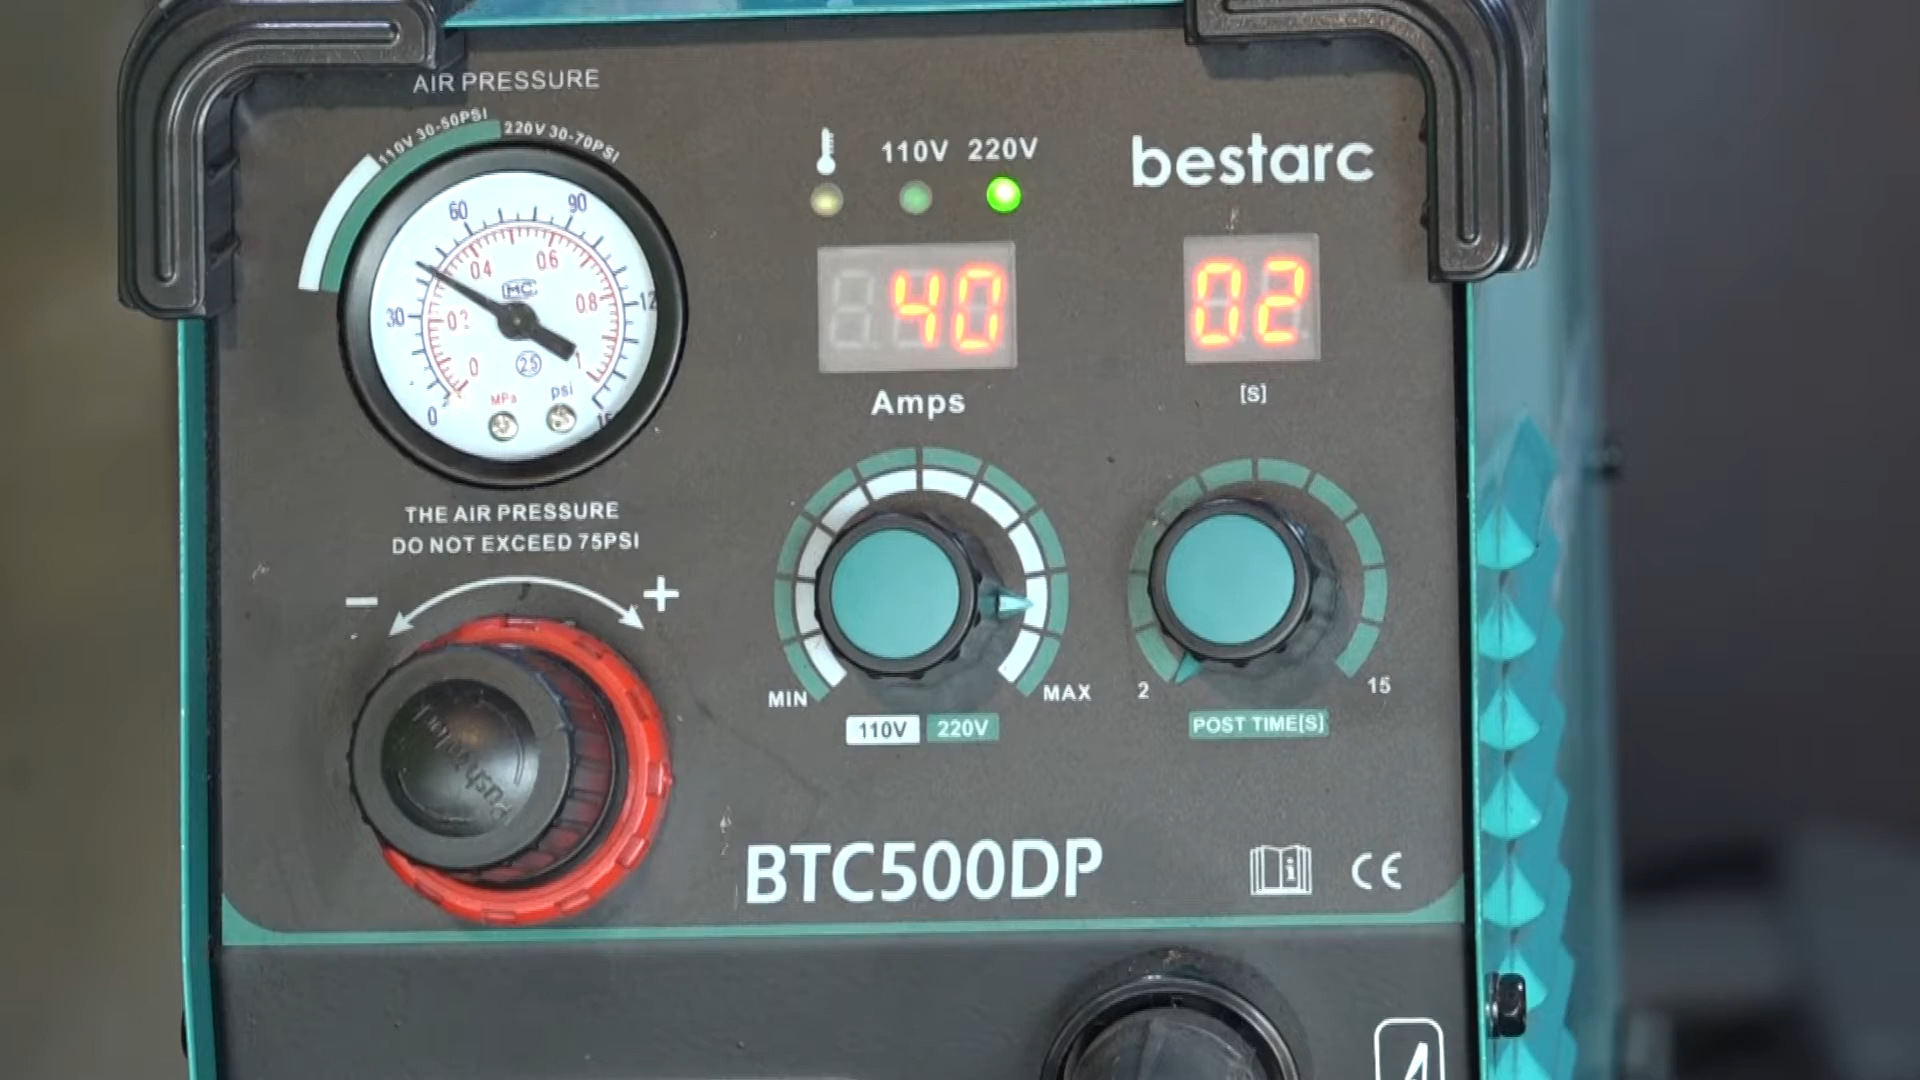 AIR PRESSURE
110V 30-50PSI
220V 30-70PSI
110V 220V
bestarc
60
90
0.4
0.6
MC
0.8
12
30
0.2
40
02
2.5
0
1
MPa
psi
0
Amps
[S]
THE AIR PRESSURE
DO NOT EXCEED 75PSI
− +
MIN
MAX
2
15
110V 220V
POST TIME[S]
BTC500DP
i
CE